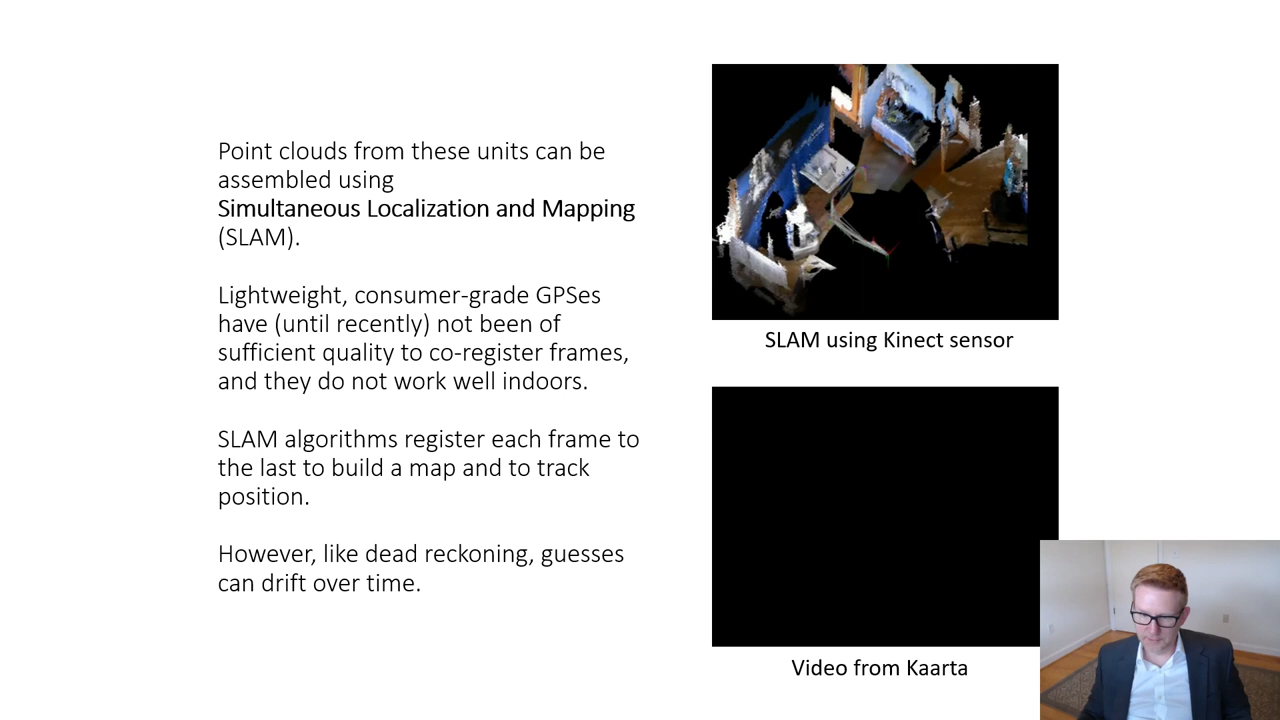 Point clouds from these units can be
assembled using
Simultaneous Localization and Mapping
(SLAM).
Lightweight, consumer-grade GPSes
have (until recently) not been of
sufficient quality to co-register frames,
and they do not work well indoors.
SLAM algorithms register each frame to
the last to build a map and to track
position.
However, like dead reckoning, guesses
can drift over time.
SLAM using Kinect sensor
Video from Kaarta